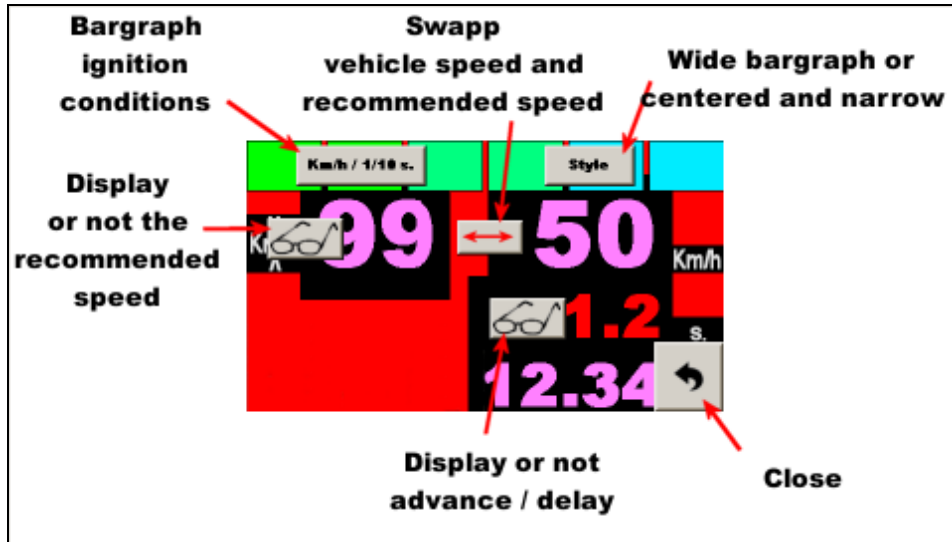 Bargraph
ignition
conditions
Swapp
vehicle speed and
recommended speed
Wide bargraph or
centered and narrow
Km/h / 1/10 s.
Style
Display
or not the
recommended
speed
99
50
Km/h
1.2
s.
12.34
Display or not
advance / delay
Close